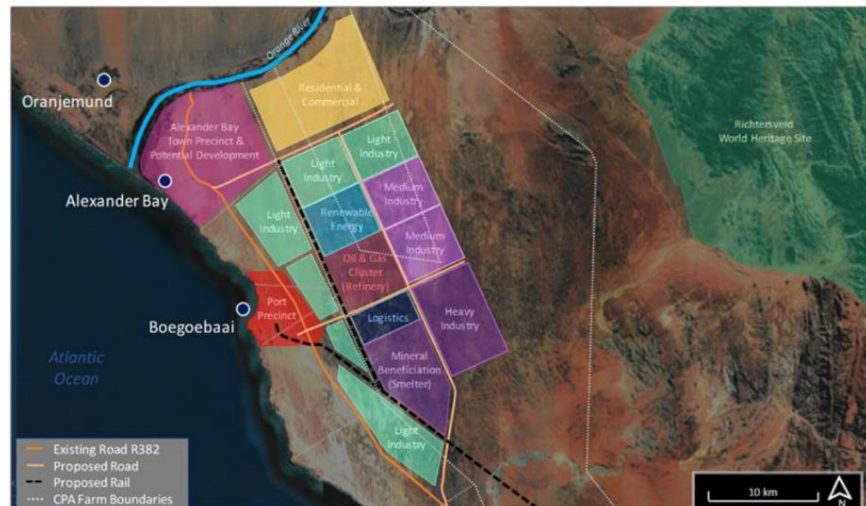 Orange River
Oranjemund
Residential &
Commercial
Alexander Bay
Town Precinct &
Potential Development
Richtersveld
World Heritage Site
Light
Industry
Light
Industry
Alexander Bay
Medium
Industry
Light
Industry
Renewable
Energy
Medium
Industry
Oil & Gas
Cluster
(Refinery)
Port
Precinct
Boegoebaai
Logistics
Heavy
Industry
Atlantic
Ocean
Mineral
Beneficiation
(Smelter)
Light
Industry
Existing Road R382
Proposed Road
Proposed Rail
CPA Farm Boundaries
10 km
N